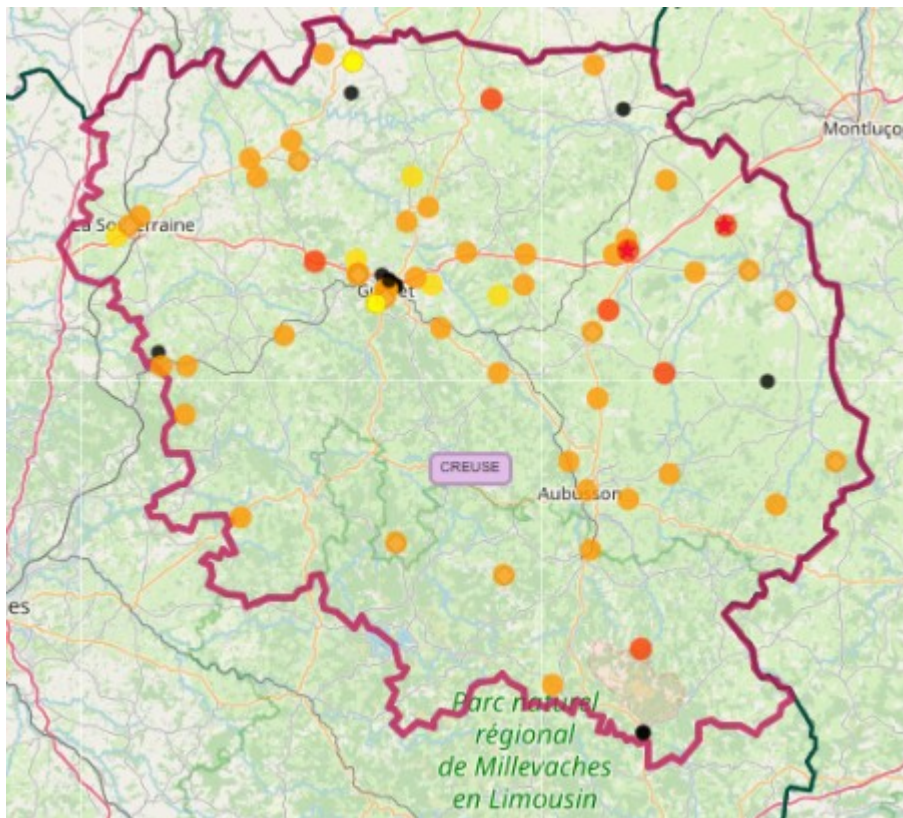 Montluço
La Souterraine
Guéret
CREUSE
Aubusson
es
Parc naturel
régional
de Millevaches
en Limousin